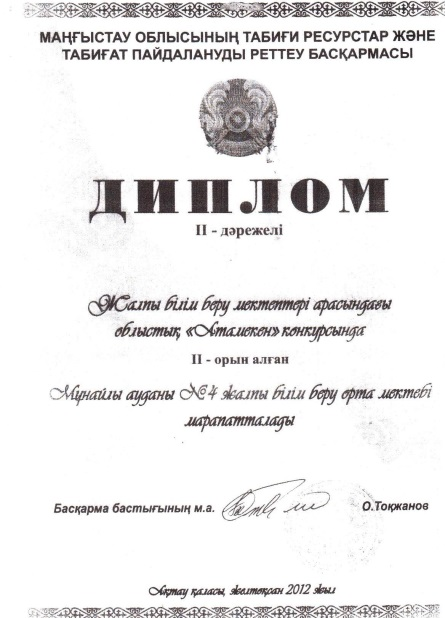 МАҢҒЫСТАУ ОБЛЫСЫНЫҢ ТАБИҒИ РЕСУРСТАР ЖӘНЕ
ТАБИҒАТ ПАЙДАЛАНУДЫ РЕТТЕУ БАСҚАРМАСЫ
ДИПЛОМ
II - дәрежелі
Жалпы білім беру мектептері арасындағы
облыстық «Атамекен» конкурсында
II - орын алған
Мұнайлы ауданы №4 жалпы білім беру орта мектебі
марапатталады
Басқарма бастығының м.а. О.Тоқжанов
Ақтау қаласы, желтоқсан 2012 жыл